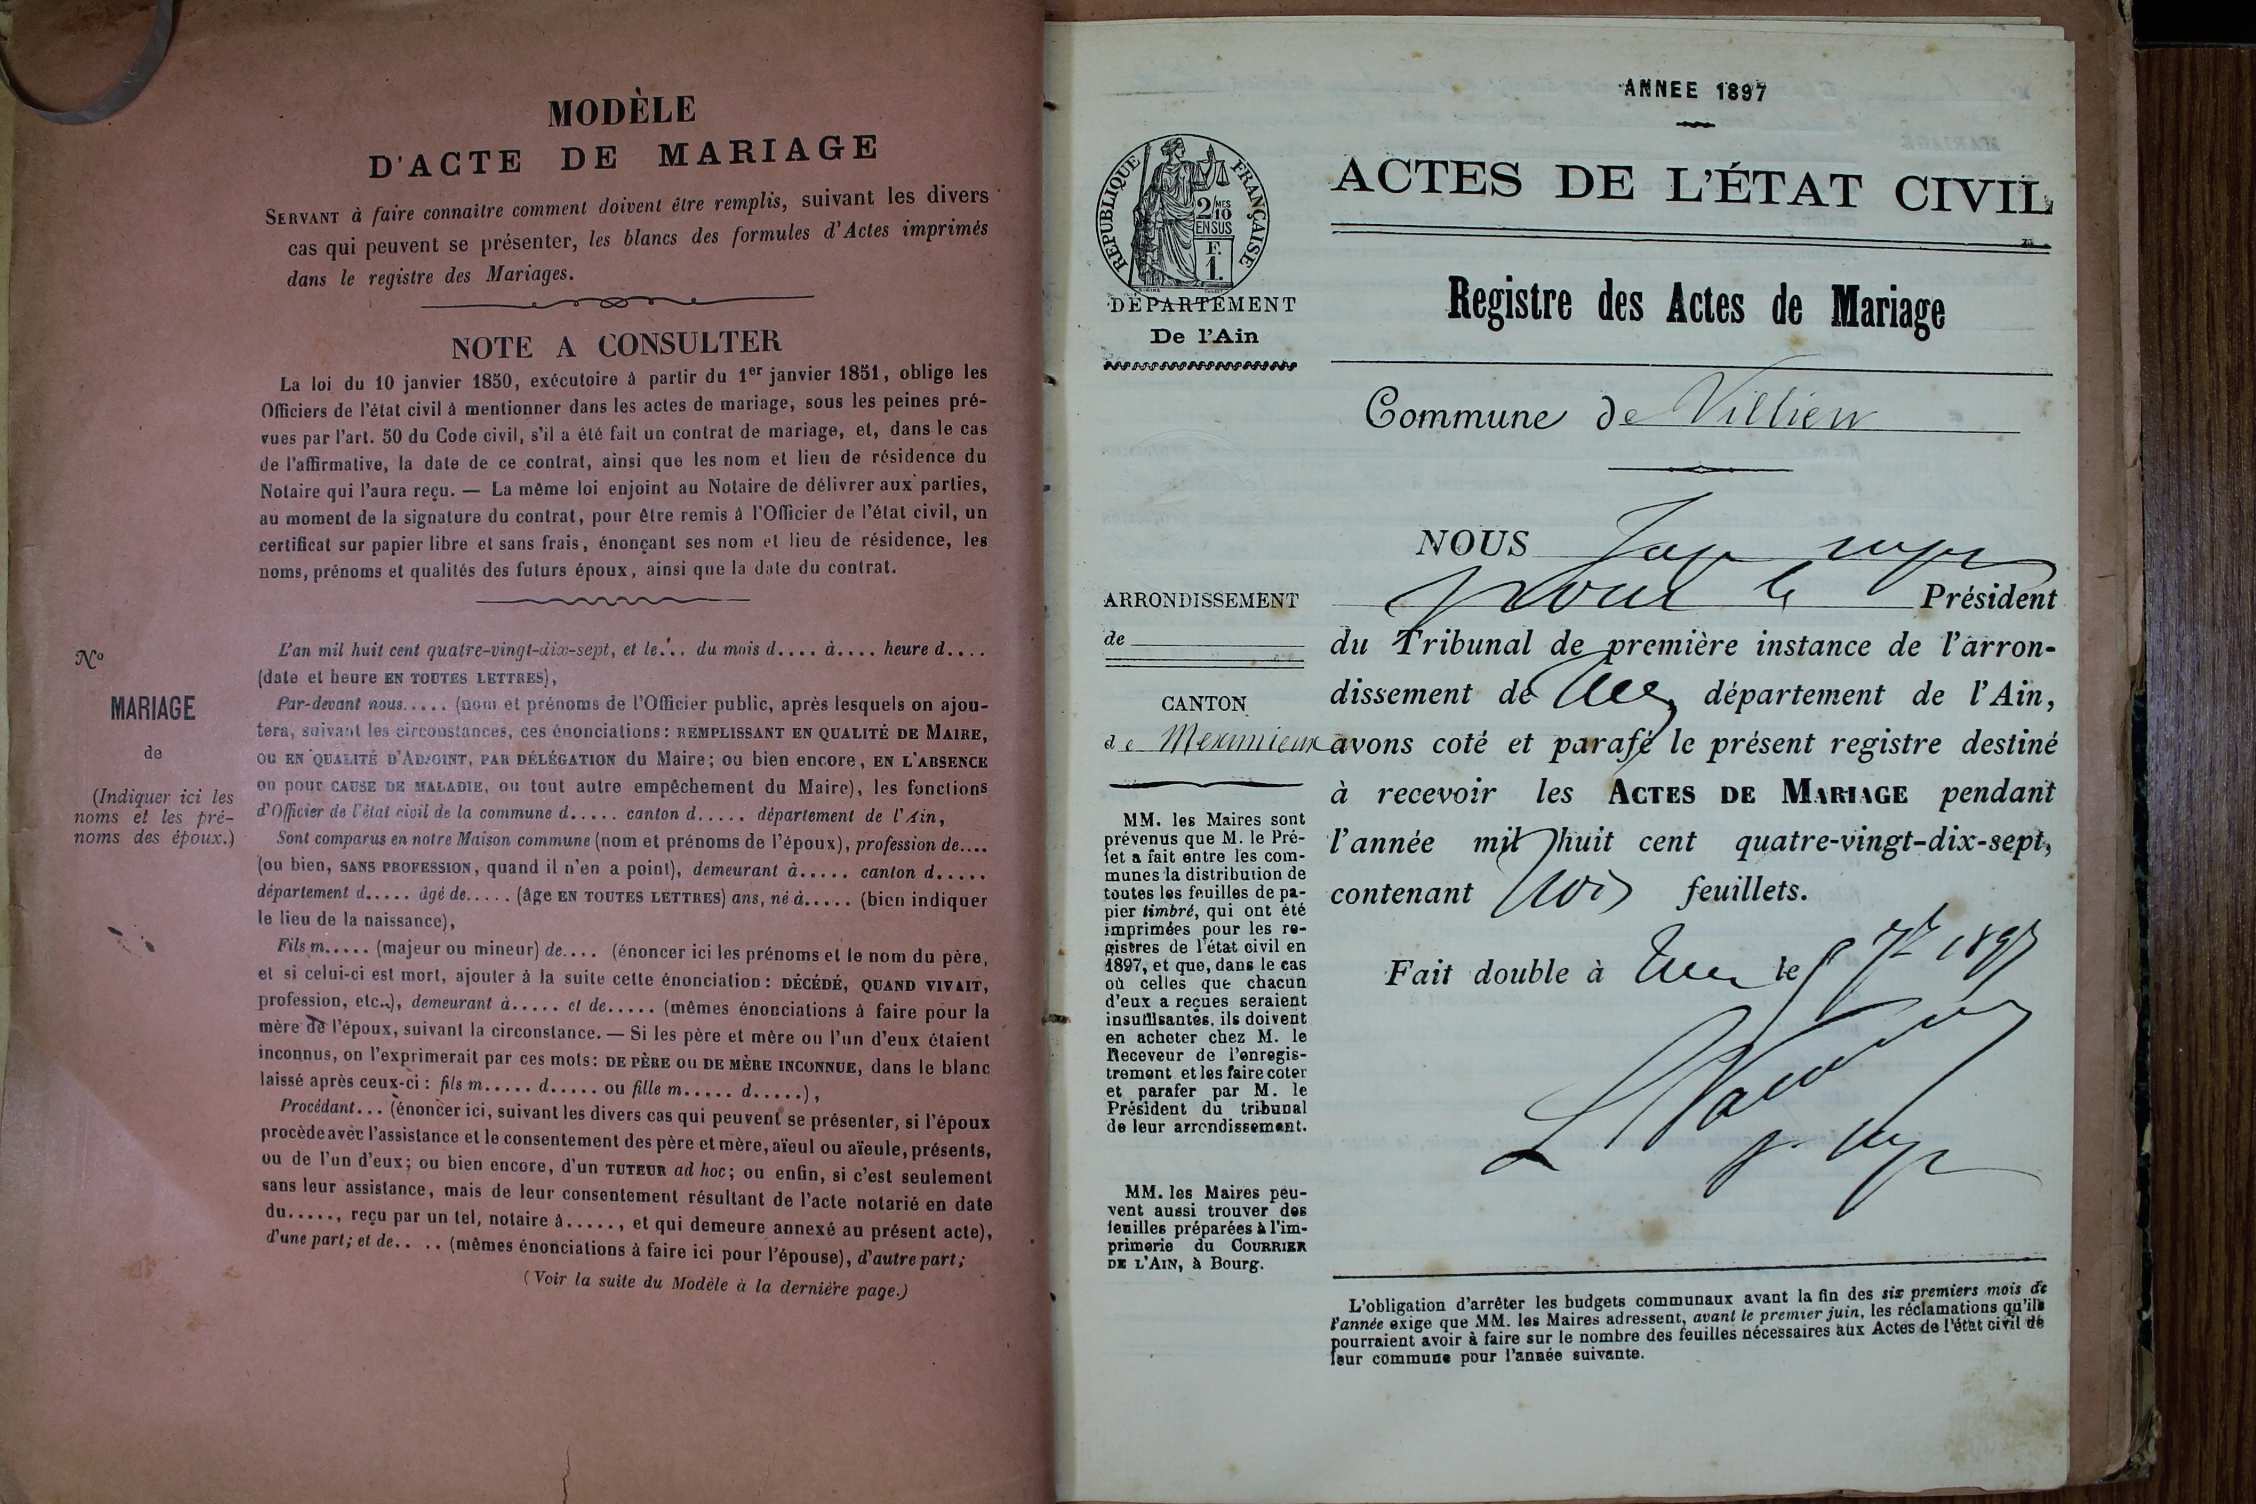 MODÈLE
D'ACTE DE MARIAGE
SERVANT à faire connaître comment doivent être remplis, suivant les divers
cas qui peuvent se présenter, les blancs des formules d'Actes imprimés
dans le registre des Mariages.
NOTE A CONSULTER
La loi du 10 janvier 1850, exécutoire à partir du 1er janvier 1851, oblige les
Officiers de l'état civil à mentionner dans les actes de mariage, sous les peines pré-
vues par l'art. 50 du Code civil, s'il a été fait un contrat de mariage, et, dans le cas
de l'affirmative, la date de ce contrat, ainsi que les nom et lieu de résidence du
Notaire qui l'aura reçu. — La même loi enjoint au Notaire de délivrer aux parties,
au moment de la signature du contrat, pour être remis à l'Officier de l'état civil, un
certificat sur papier libre et sans frais, énonçant ses nom et lieu de résidence, les
noms, prénoms et qualités des futurs époux, ainsi que la date du contrat.
No
MARIAGE
de
(Indiquer ici les
noms et les pré-
noms des époux.)
L'an mil huit cent quatre-vingt-dix-sept, et le... du mois d.... à.... heure d....
(date et heure EN TOUTES LETTRES),
Par-devant nous..... (nom et prénoms de l'Officier public, après lesquels on ajou-
tera, suivant les circonstances, ces énonciations: REMPLISSANT EN QUALITÉ DE MAIRE,
OU EN QUALITÉ D'ADJOINT, PAR DÉLÉGATION du Maire; ou bien encore, EN L'ABSENCE
ou pour CAUSE DE MALADIE, ou tout autre empêchement du Maire), les fonctions
d'Officier de l'état civil de la commune d..... canton d..... département de l'Ain,
Sont comparus en notre Maison commune (nom et prénoms de l'époux), profession de....
(ou bien, SANS PROFESSION, quand il n'en a point), demeurant à..... canton d.....
département d..... âgé de..... (âge EN TOUTES LETTRES) ans, né à..... (bien indiquer
le lieu de la naissance),
Fils m..... (majeur ou mineur) de.... (énoncer ici les prénoms et le nom du père,
et si celui-ci est mort, ajouter à la suite cette énonciation: DÉCÉDÉ, QUAND VIVAIT,
profession, etc..), demeurant à..... et de..... (mêmes énonciations à faire pour la
mère de l'époux, suivant la circonstance. — Si les père et mère ou l'un d'eux étaient
inconnus, on l'exprimerait par ces mots: DE PÈRE OU DE MÈRE INCONNUE, dans le blanc
laissé après ceux-ci: fils m..... d..... ou fille m..... d.....),
Procédant... (énoncer ici, suivant les divers cas qui peuvent se présenter, si l'époux
procède avec l'assistance et le consentement des père et mère, aïeul ou aïeule, présents,
ou de l'un d'eux; ou bien encore, d'un TUTEUR ad hoc; ou enfin, si c'est seulement
sans leur assistance, mais de leur consentement résultant de l'acte notarié en date
du....., reçu par un tel, notaire à....., et qui demeure annexé au présent acte),
d'une part; et de.. .. (mêmes énonciations à faire ici pour l'épouse), d'autre part;
(Voir la suite du Modèle à la dernière page.)
ANNEE 1897
RÉPUBLIQUE FRANÇAISE
2/10MES
EN SUS
F.
1.
DÉPARTEMENT
De l'Ain
ARRONDISSEMENT
de
CANTON
de Meximieux
MM. les Maires sont
prévenus que M. le Pré-
fet a fait entre les com-
munes la distribution de
toutes les feuilles de pa-
pier timbré, qui ont été
imprimées pour les re-
gistres de l'état civil en
1897, et que, dans le cas
où celles que chacun
d'eux a reçues seraient
insuffisantes, ils doivent
en acheter chez M. le
Receveur de l'enregis-
trement et les faire coter
et parafer par M. le
Président du tribunal
de leur arrondissement.
MM. les Maires peu-
vent aussi trouver des
feuilles préparées à l'im-
primerie du COURRIER
DE L'AIN, à Bourg.
ACTES DE L'ÉTAT CIVIL
Registre des Actes de Mariage
Commune de Villieu
NOUS Juge
pour le Président
du Tribunal de première instance de l'arron-
dissement de département de l'Ain,
avons coté et parafé le présent registre destiné
à recevoir les ACTES DE MARIAGE pendant
l'année mil huit cent quatre-vingt-dix-sept,
contenant trois feuillets.
Fait double à le 1897
L'obligation d'arrêter les budgets communaux avant la fin des six premiers mois de
l'année exige que MM. les Maires adressent, avant le premier juin, les réclamations qu'ils
pourraient avoir à faire sur le nombre des feuilles nécessaires aux Actes de l'état civil de
leur commune pour l'année suivante.